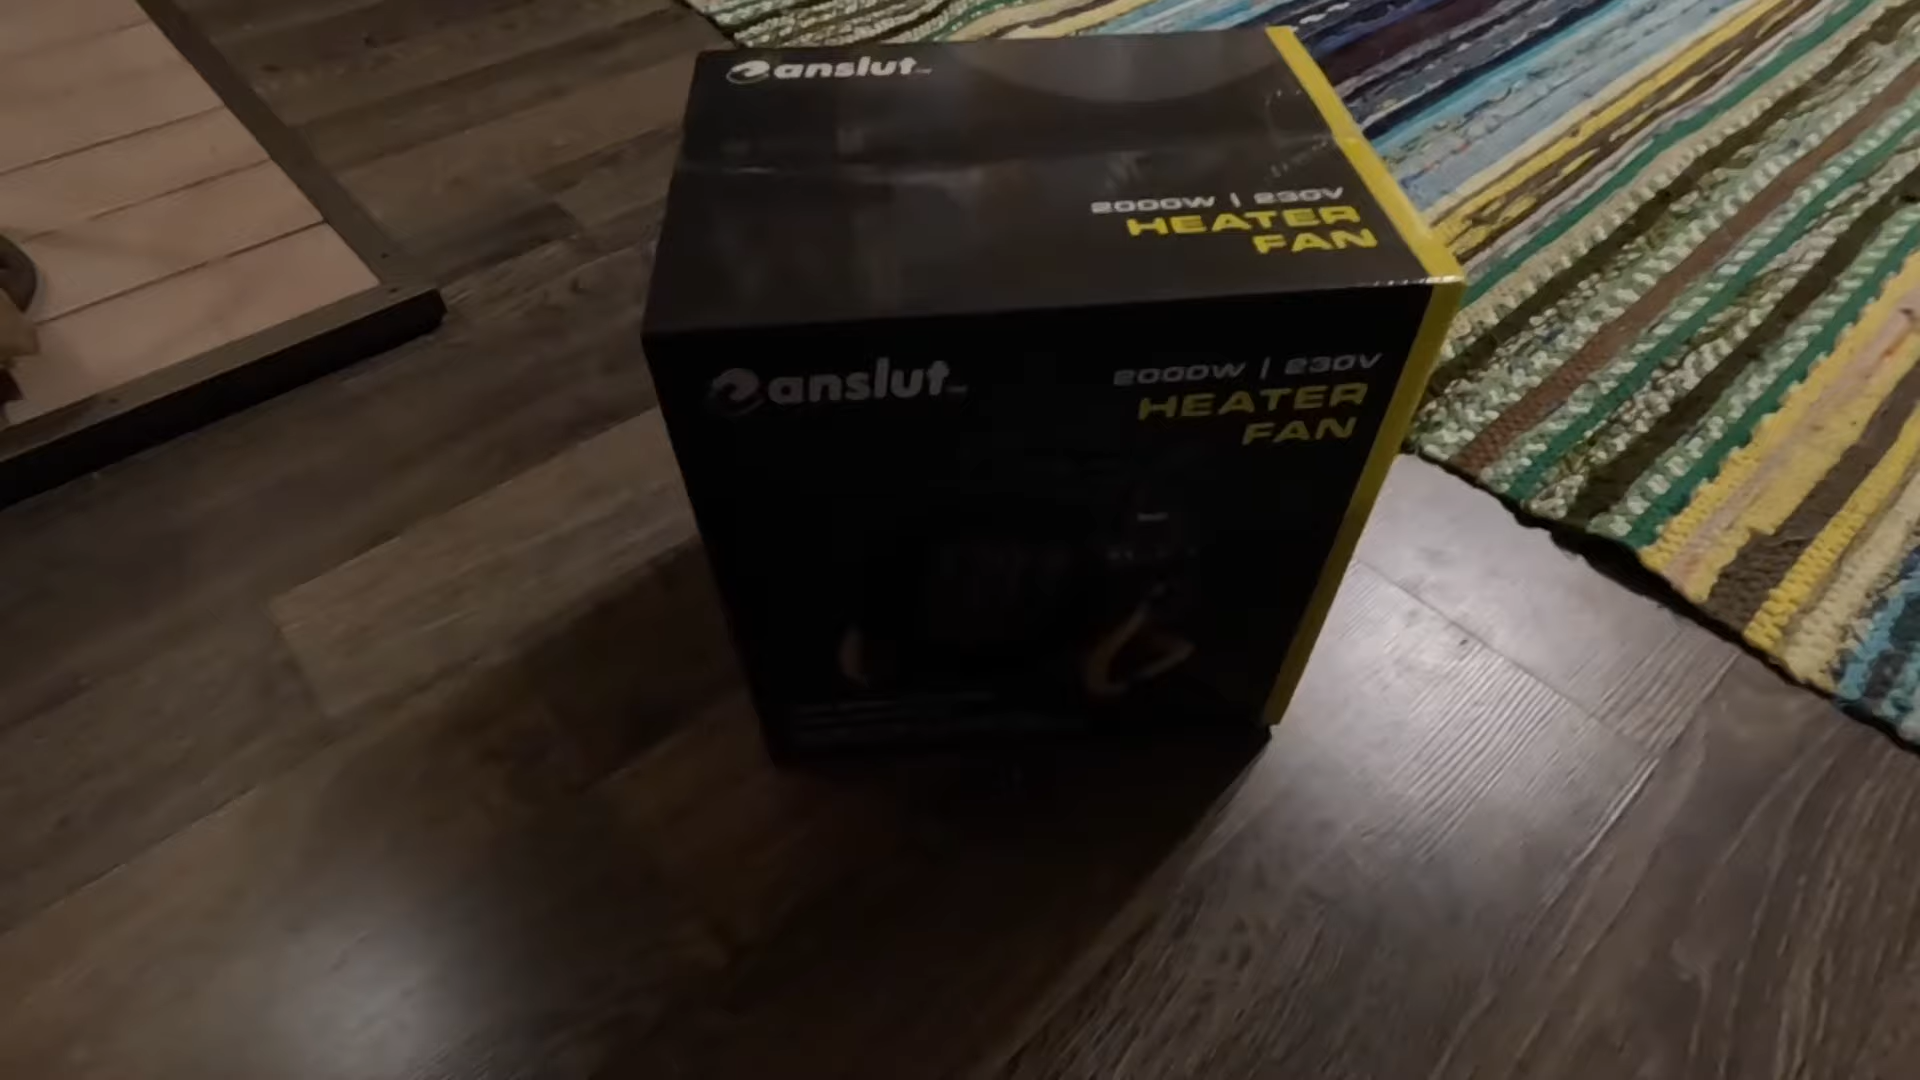 anslut
2000W | 230V
HEATER
FAN
anslut
2000W | 230V
HEATER
FAN